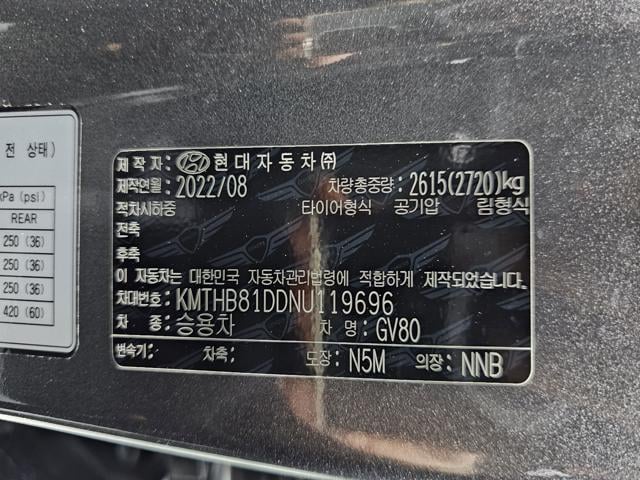 전 상태)
kPa (psi)
REAR
250 (36)
250 (36)
250 (36)
420 (60)
제 작 자: 현대자동차㈜
제작연월: 2022/08 차량총중량: 2615(2720)kg
적차시하중 타이어형식 공기압 림형식
전축
후축
이 자동차는 대한민국 자동차관리법령에 적합하게 제작되었습니다.
차대번호: KMTHB81DDNU119696
차 종: 승용차 차 명: GV80
변속기: 차축: 도장: N5M 의장: NNB